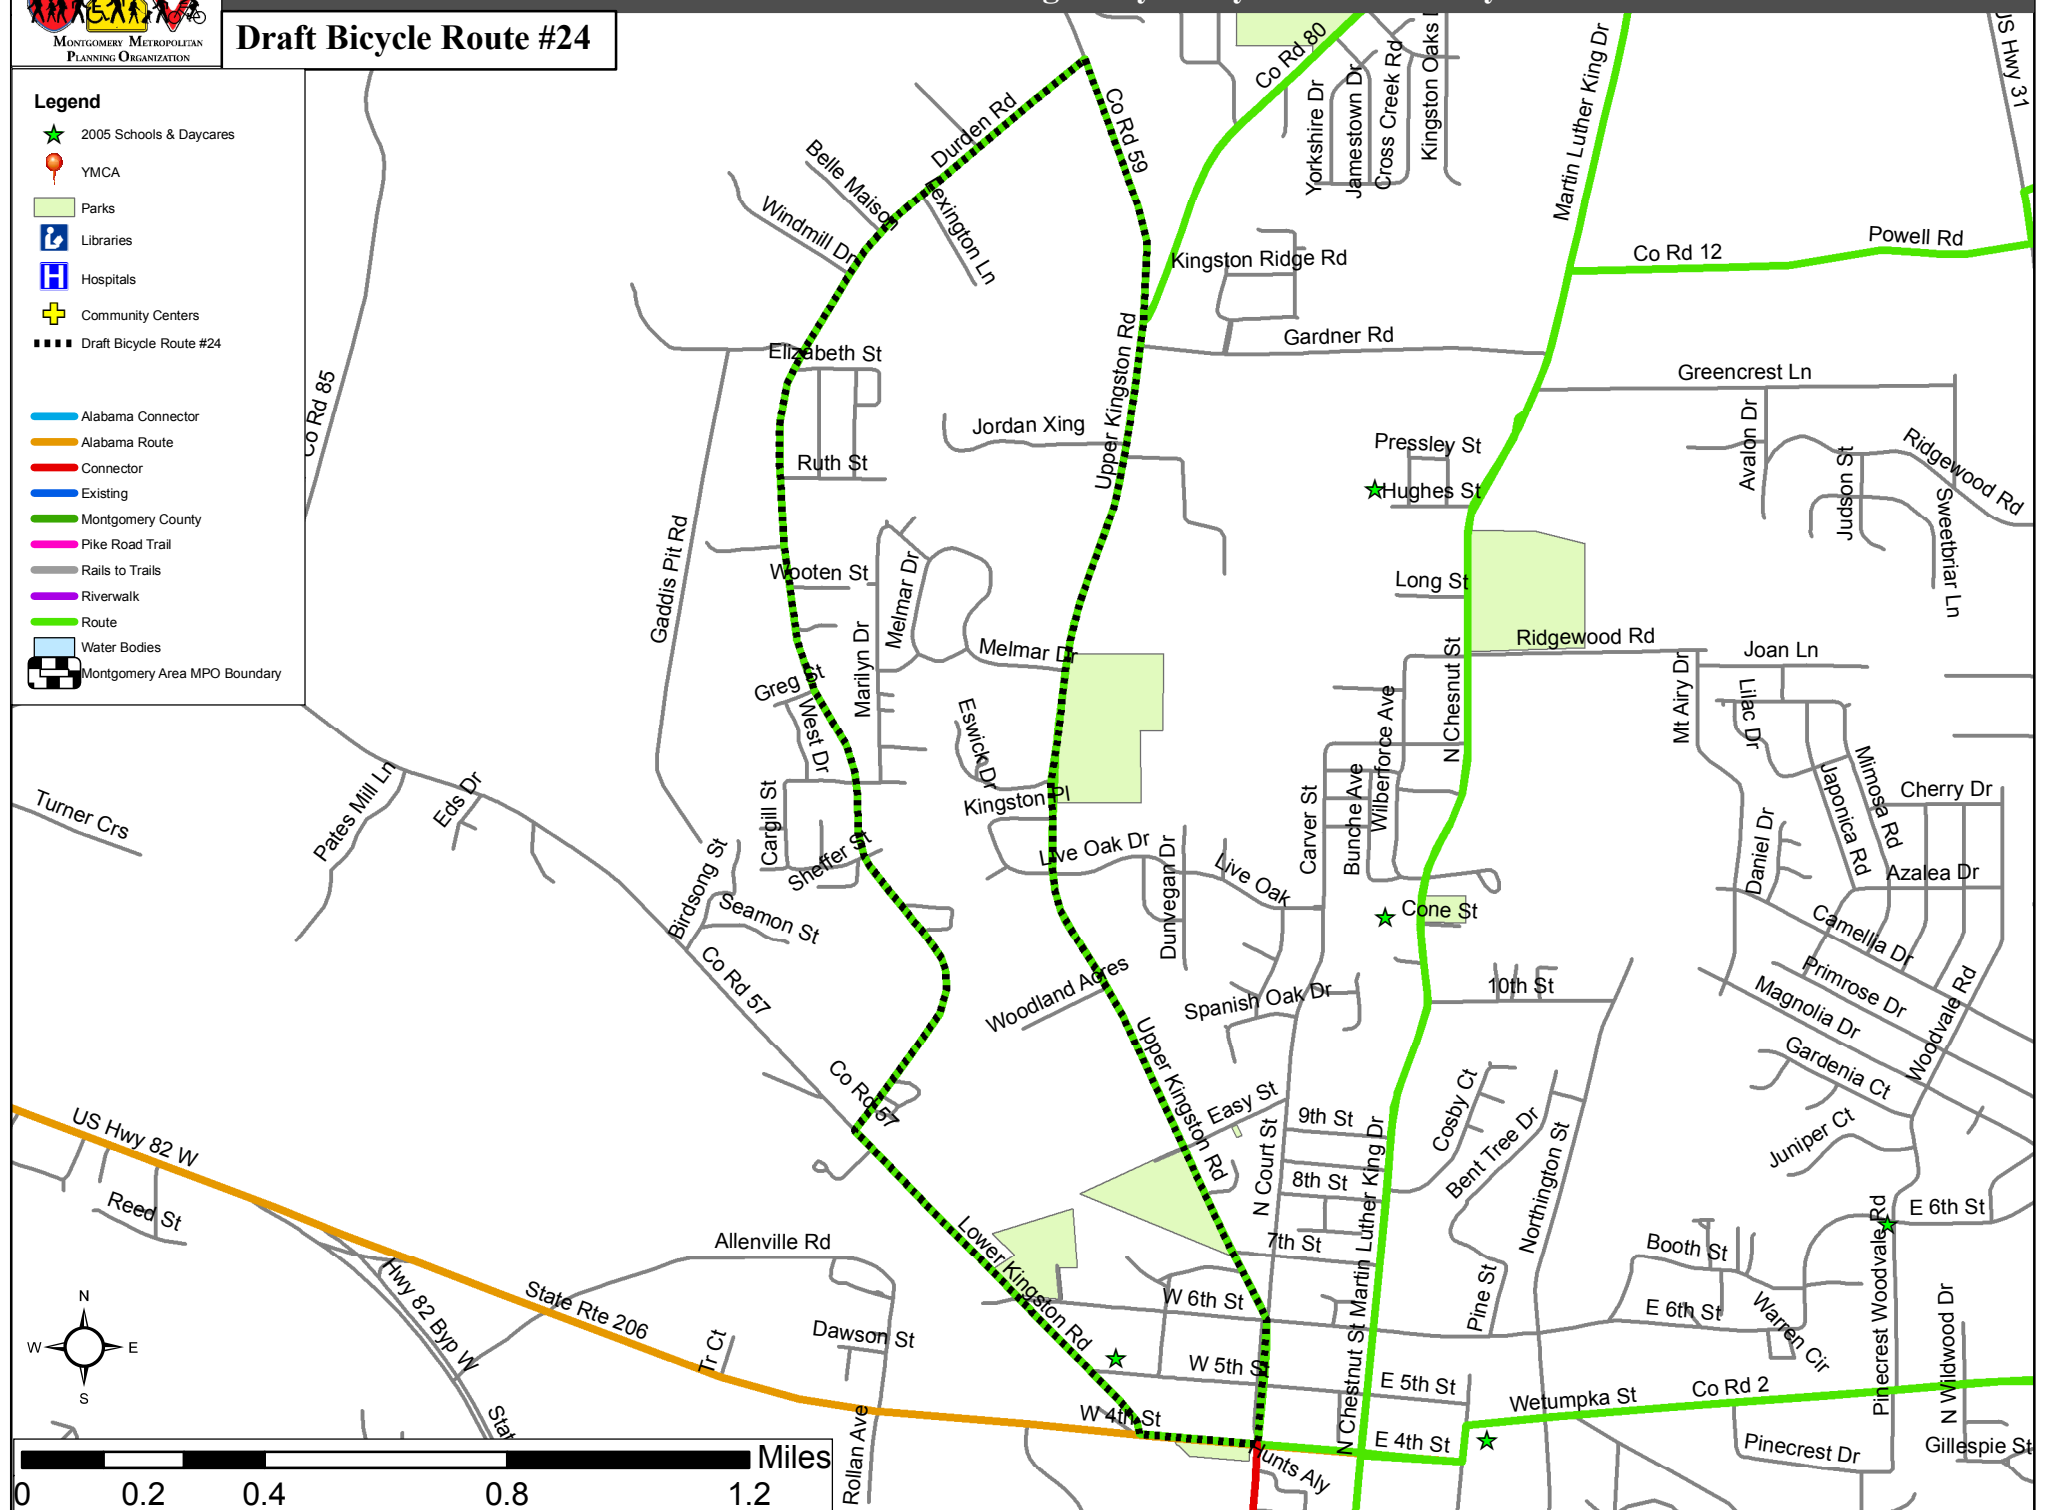 MONTGOMERY METROPOLITAN
PLANNING ORGANIZATION
Draft Bicycle Route #24
Legend
2005 Schools & Daycares
YMCA
Parks
Libraries
H
Hospitals
Community Centers
Draft Bicycle Route #24
Alabama Connector
Alabama Route
Connector
Existing
Montgomery County
Pike Road Trail
Rails to Trails
Riverwalk
Route
Water Bodies
Montgomery Area MPO Boundary
Co Rd 80
Kingston Oaks
Martin Luther King Dr
US Hwy 31
Yorkshire Dr
Jamestown Dr
Cross Creek Rd
Durden Rd
Co Rd 59
Belle Maison
Lexington Ln
Windmill Dr
Kingston Ridge Rd
Co Rd 12
Powell Rd
Elizabeth St
Upper Kingston Rd
Gardner Rd
Greencrest Ln
Co Rd 85
Jordan Xing
Pressley St
Avalon Dr
Judson St
Ridgewood Rd
Ruth St
Hughes St
Sweetbriar Ln
Gaddis Pit Rd
Wooten St
Melmar Dr
Long St
Marilyn Dr
Melmar Dr
N Chesnut St
Ridgewood Rd
Joan Ln
Mt Airy Dr
Lilac Dr
Greg St
West Dr
Eswick Dr
Wilberforce Ave
Mimosa Rd
Japonica Rd
Cherry Dr
Turner Crs
Pates Mill Ln
Eds Dr
Cargill St
Kingston Pl
Carver St
Bunche Ave
Daniel Dr
Birdsong St
Sheffer St
Live Oak Dr
Dunvegan Dr
Live Oak
Azalea Dr
Seamon St
Cone St
Camellia Dr
Co Rd 57
Woodland Acres
Spanish Oak Dr
10th St
Primrose Dr
Magnolia Dr
Woodvale Rd
Upper Kingston Rd
Gardenia Ct
Co Rd 57
Easy St
9th St
Cosby Ct
Bent Tree Dr
Juniper Ct
US Hwy 82 W
N Court St
8th St
Martin Luther King Dr
Northington St
Reed St
E 6th St
Lower Kingston Rd
Allenville Rd
7th St
Booth St
Pinecrest Woodvale Rd
Hwy 82 Byp W
State Rte 206
W 6th St
Pine St
E 6th St
Warren Cir
N Wildwood Dr
N
W
E
S
Tr Ct
Dawson St
W 5th St
N Chestnut St
E 5th St
Wetumpka St
Co Rd 2
W 4th St
E 4th St
Rollan Ave
Hunts Aly
Pinecrest Dr
Gillespie St
Miles
0 0.2 0.4 0.8 1.2